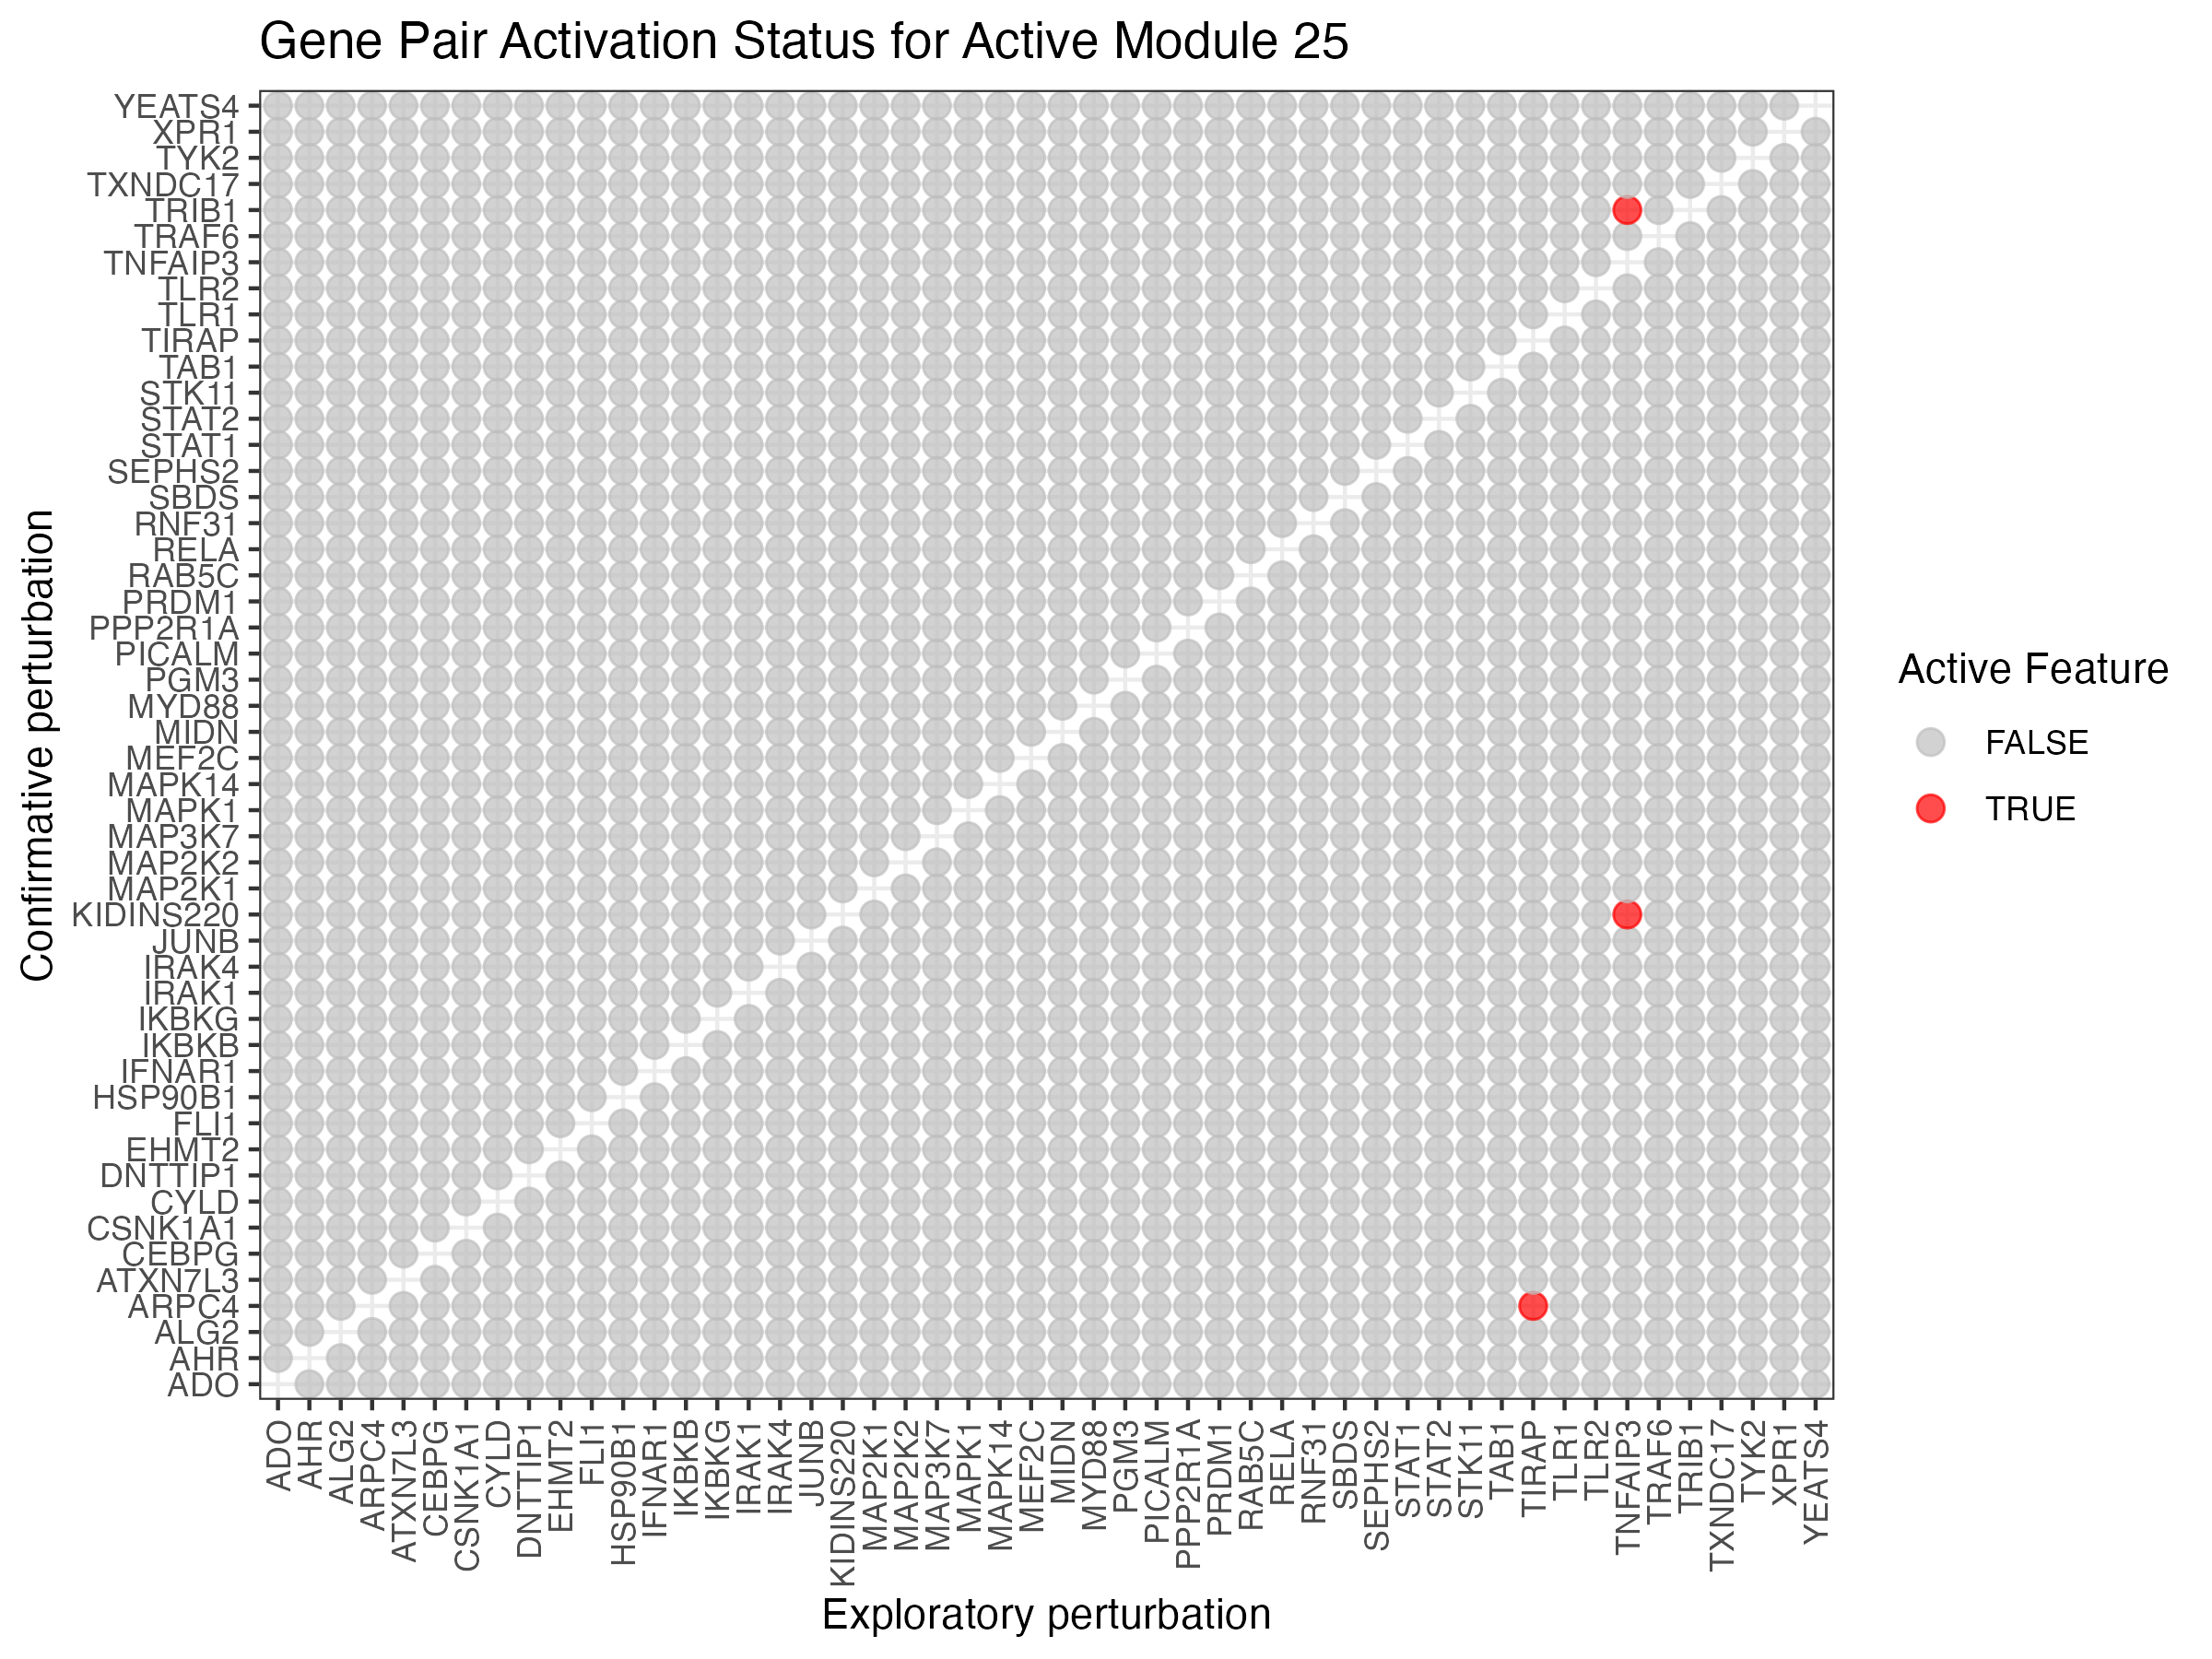 Gene Pair Activation Status for Active Module 25
YEATS4
XPR1
TYK2
TXNDC17
TRIB1
TRAF6
TNFAIP3
TLR2
TLR1
TIRAP
TAB1
STK11
STAT2
STAT1
SEPHS2
SBDS
RNF31
RELA
RAB5C
PRDM1
PPP2R1A
PICALM
PGM3
MYD88
MIDN
MEF2C
MAPK14
MAPK1
MAP3K7
MAP2K2
MAP2K1
KIDINS220
JUNB
IRAK4
IRAK1
IKBKG
IKBKB
IFNAR1
HSP90B1
FLI1
EHMT2
DNTTIP1
CYLD
CSNK1A1
CEBPG
ATXN7L3
ARPC4
ALG2
AHR
ADO
Confirmative perturbation
ADO
AHR
ALG2
ARPC4
ATXN7L3
CEBPG
CSNK1A1
CYLD
DNTTIP1
EHMT2
FLI1
HSP90B1
IFNAR1
IKBKB
IKBKG
IRAK1
IRAK4
JUNB
KIDINS220
MAP2K1
MAP2K2
MAP3K7
MAPK1
MAPK14
MEF2C
MIDN
MYD88
PGM3
PICALM
PPP2R1A
PRDM1
RAB5C
RELA
RNF31
SBDS
SEPHS2
STAT1
STAT2
STK11
TAB1
TIRAP
TLR1
TLR2
TNFAIP3
TRAF6
TRIB1
TXNDC17
TYK2
XPR1
YEATS4
Exploratory perturbation
Active Feature
FALSE
TRUE